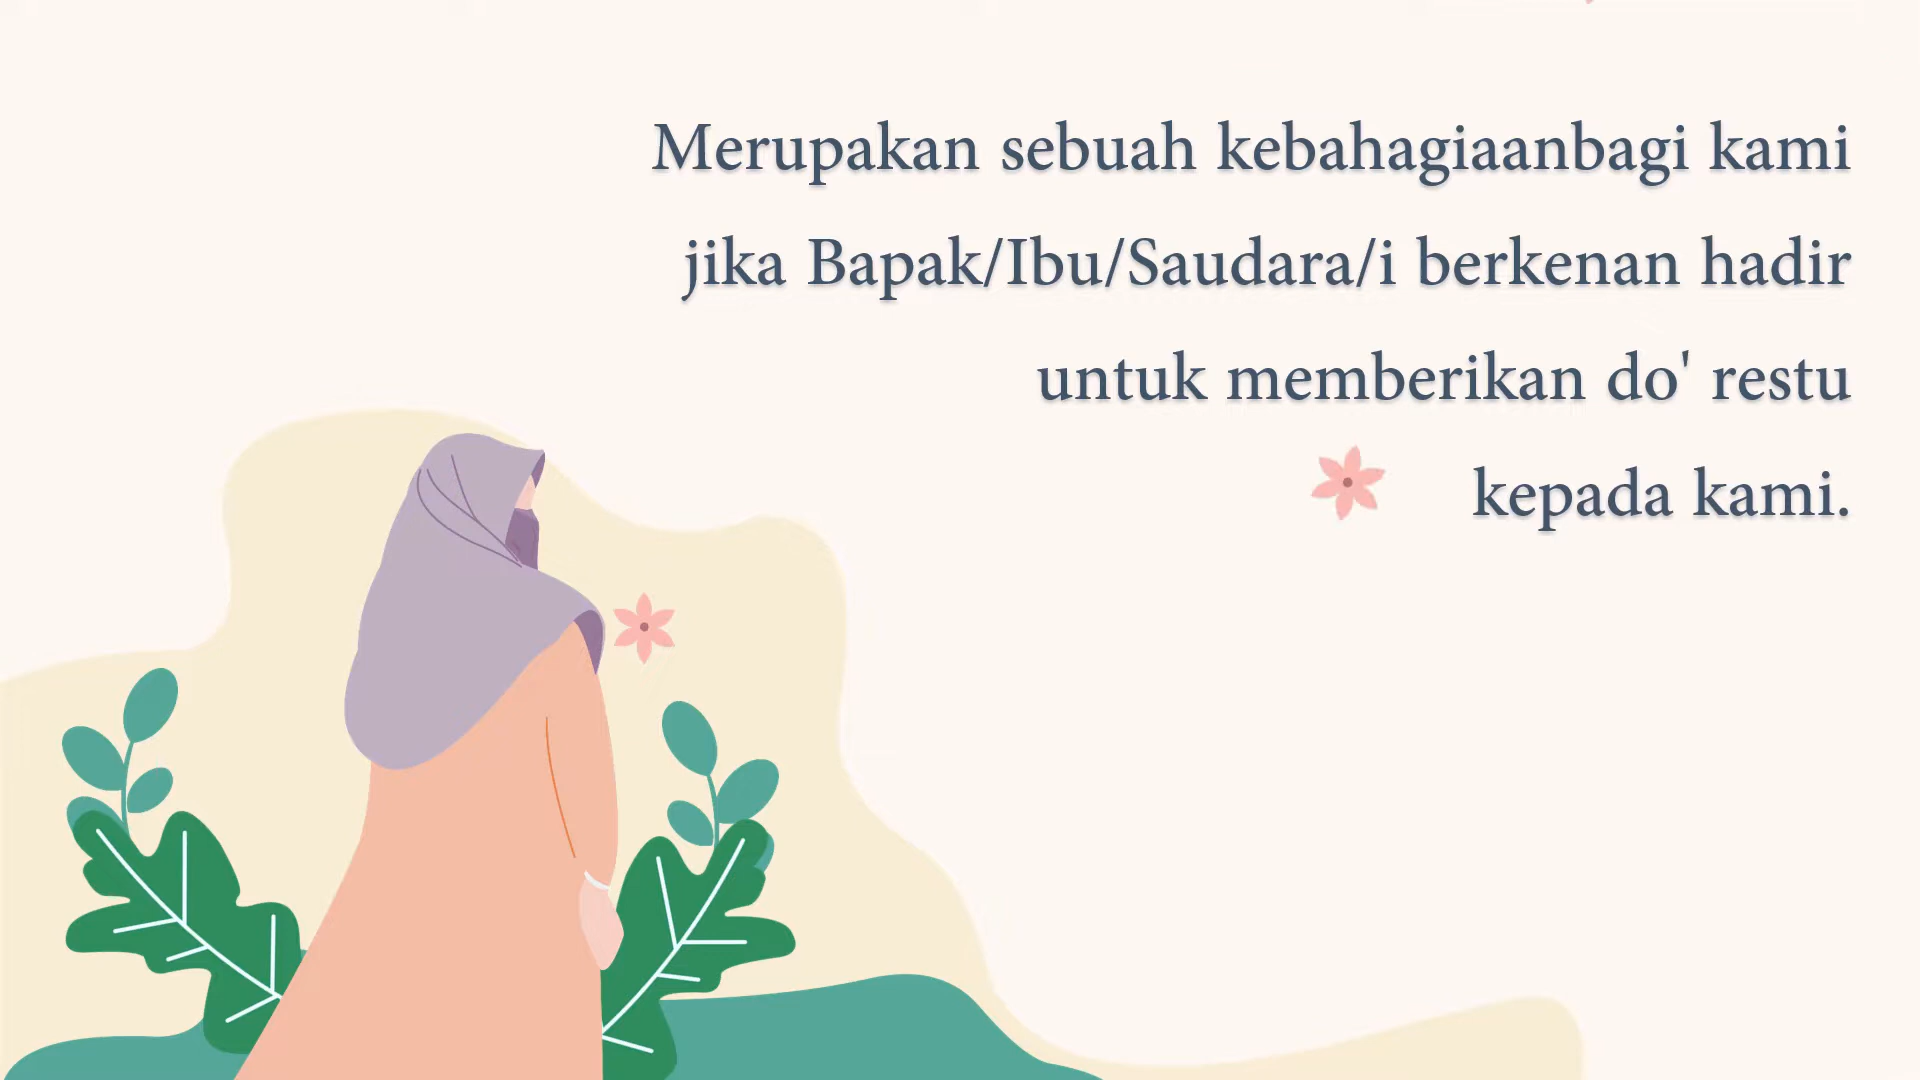 Merupakan sebuah kebahagiaanbagi kami
jika Bapak/Ibu/Saudara/i berkenan hadir
untuk memberikan do' restu
kepada kami.